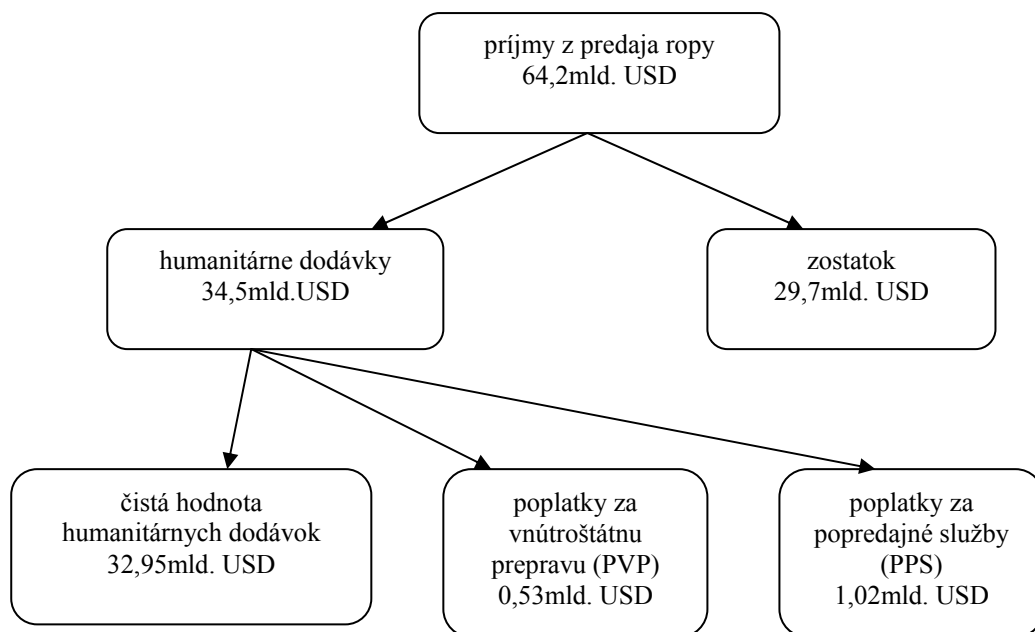 príjmy z predaja ropy
64,2mld. USD
humanitárne dodávky
34,5mld.USD
zostatok
29,7mld. USD
čistá hodnota
humanitárnych dodávok
32,95mld. USD
poplatky za
vnútroštátnu
prepravu (PVP)
0,53mld. USD
poplatky za
popredajné služby
(PPS)
1,02mld. USD